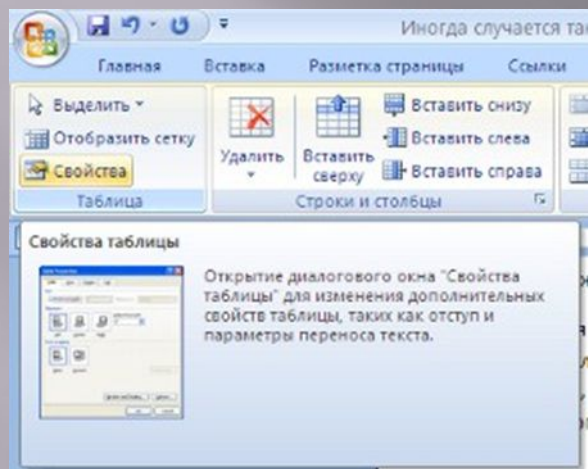 Иногда случается
Главная Вставка Разметка страницы Ссылки
Выделить
Отобразить сетку
Свойства
Таблица
Удалить
Вставить сверху
Вставить снизу
Вставить слева
Вставить справа
Строки и столбцы
Свойства таблицы
Открытие диалогового окна "Свойства
таблицы" для изменения дополнительных
свойств таблицы, таких как отступ и
параметры переноса текста.